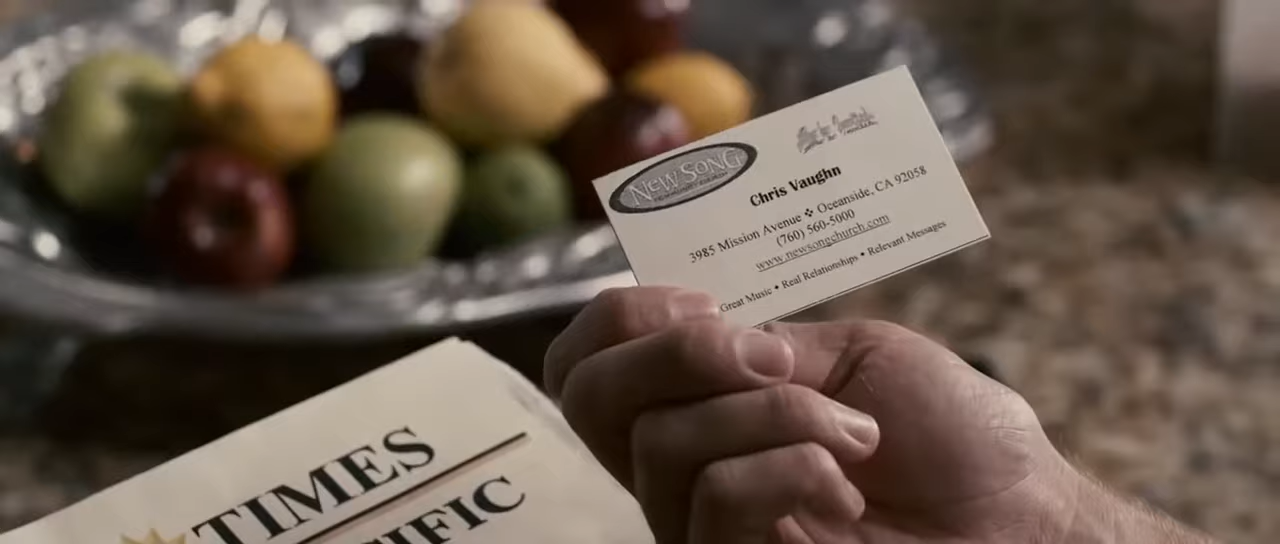 NEW SONG
Chris Vaughn
3985 Mission Avenue ❖ Oceanside, CA 92058
(760) 560-5000
www.newsongchurch.com
Great Music • Real Relationships • Relevant Messages
TIMES